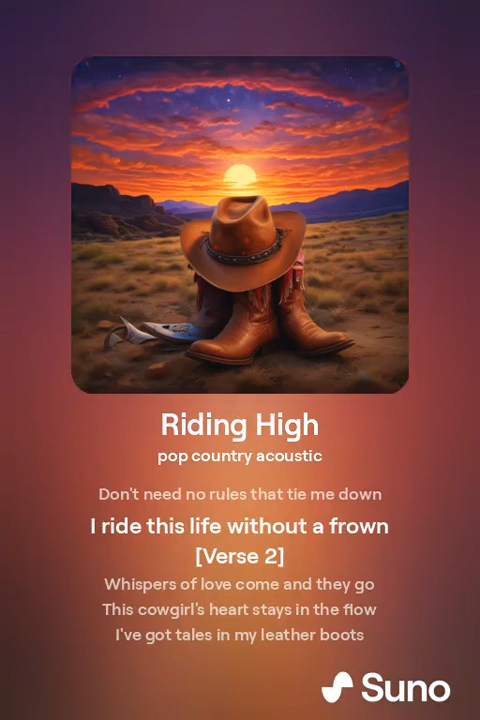 Riding High
pop country acoustic
Don't need no rules that tie me down
I ride this life without a frown
[Verse 2]
Whispers of love come and they go
This cowgirl's heart stays in the flow
I've got tales in my leather boots
Suno